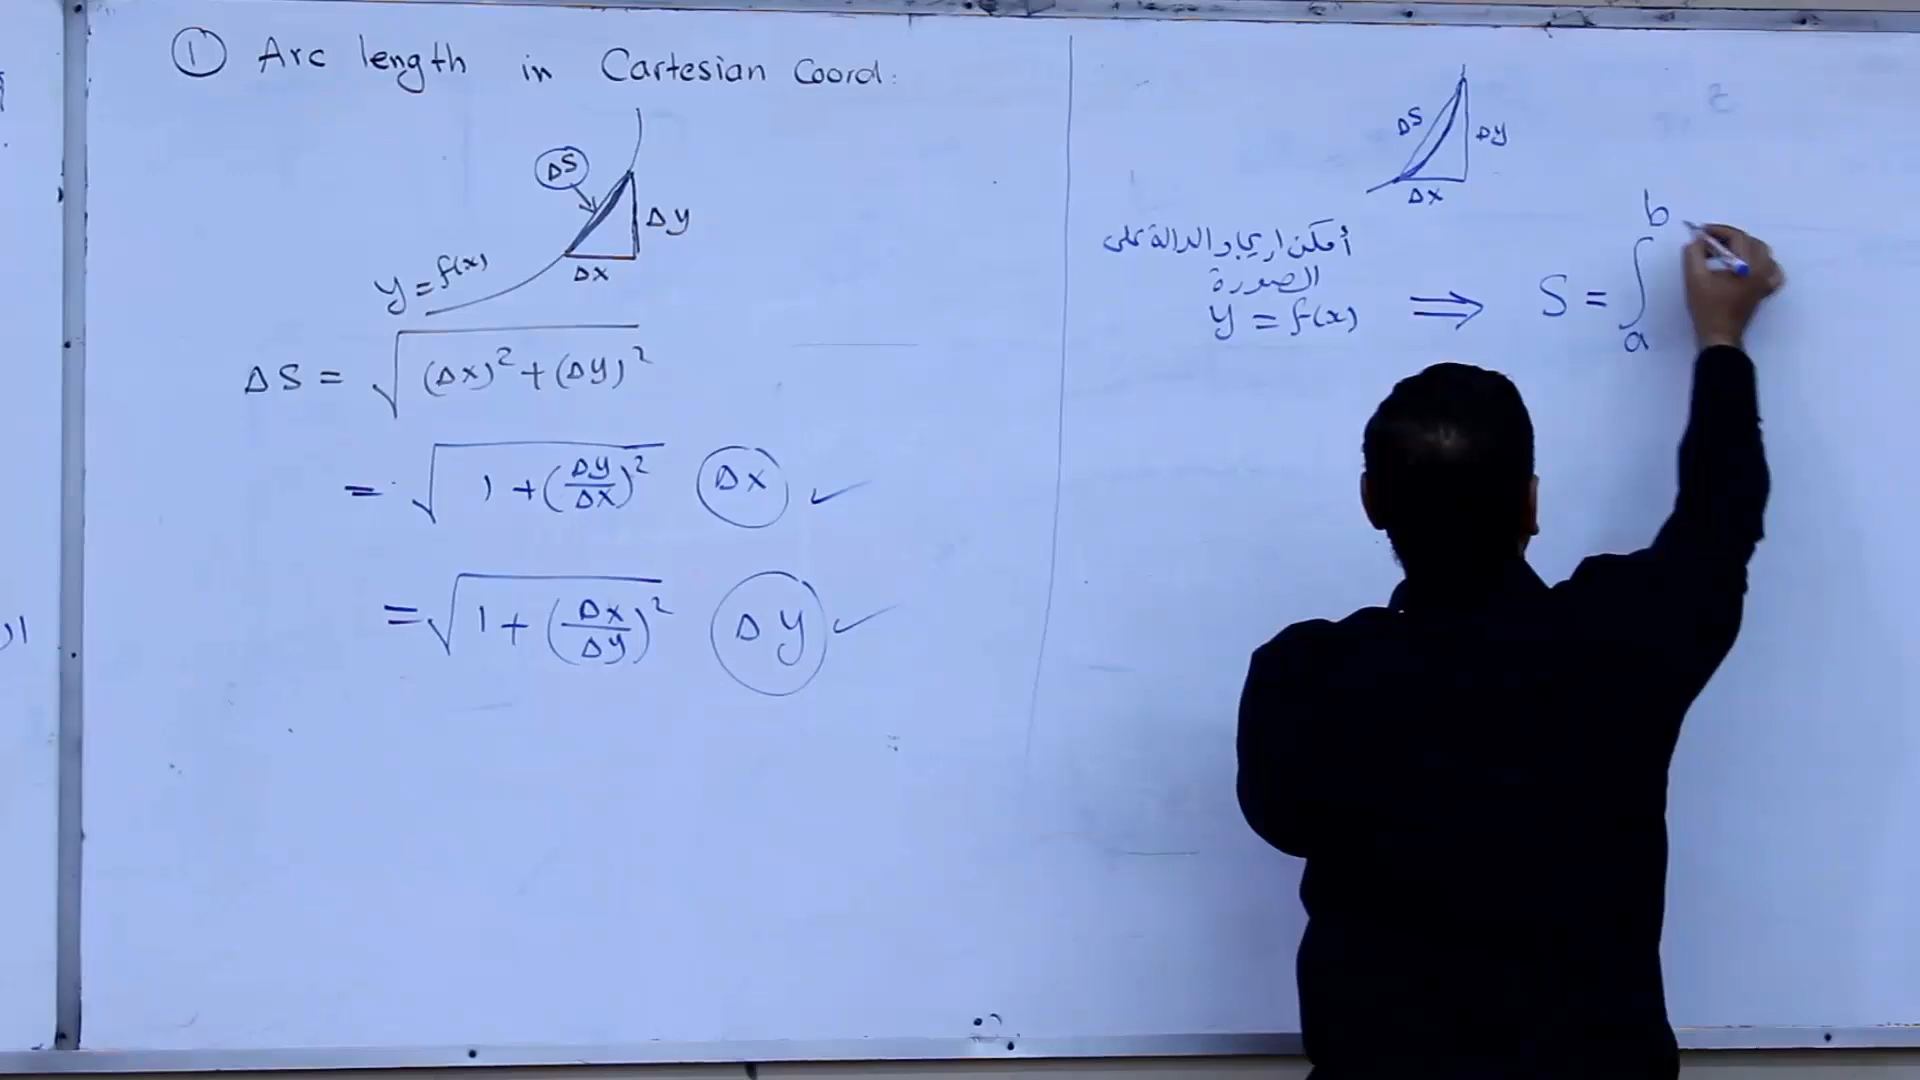 ① Arc length in Cartesian Coord:
ΔS
Δy
Δx
y = f(x)
ΔS = √((Δx)² + (Δy)²)
= √(1 + (Δy/Δx)²) Δx ✓
= √(1 + (Δx/Δy)²) Δy ✓
ΔS
Δy
Δx
أمكن إيجاد الدالة على
الصورة
y = f(x) ⟹ S = ∫ₐᵇ